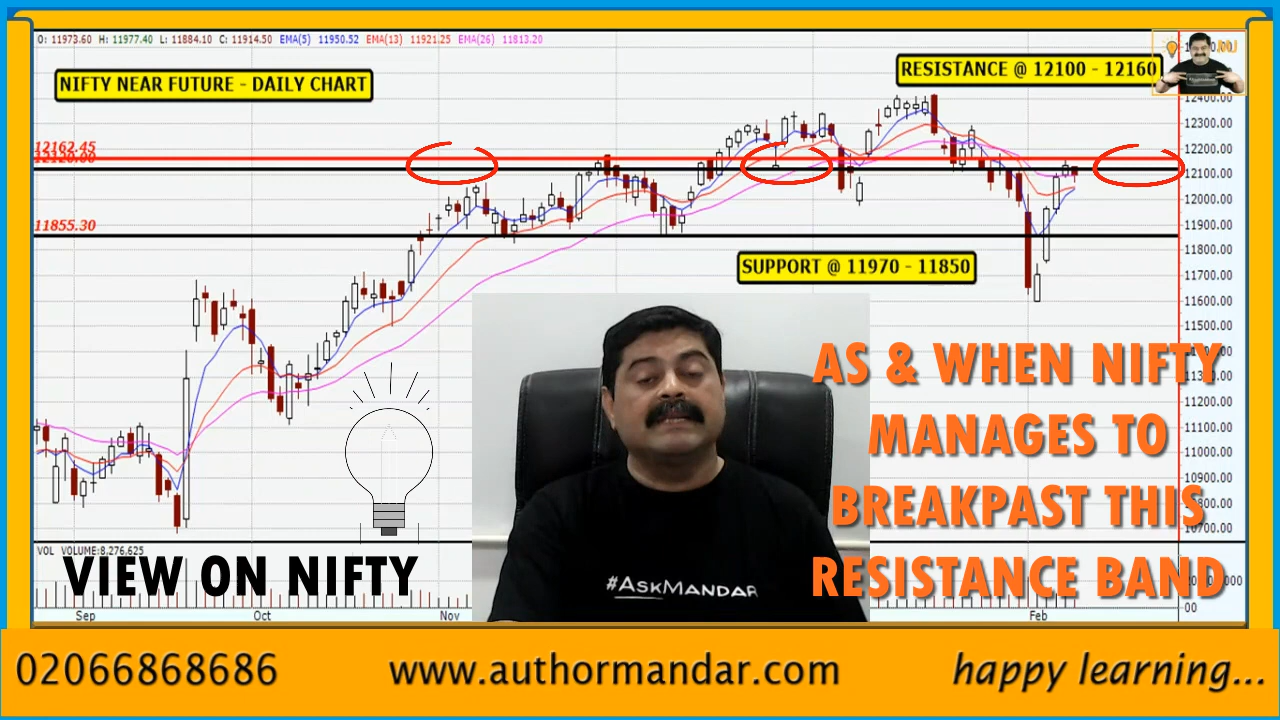 O: 11973.60 H: 11977.40 L: 11884.10 C: 11914.50 EMA(5) 11950.52 EMA(13) 11921.25 EMA(26) 11813.20
NIFTY NEAR FUTURE - DAILY CHART
RESISTANCE @ 12100 - 12160
12400.00
12300.00
12200.00
12162.45
12100.00
12000.00
11900.00
11855.30
11800.00
SUPPORT @ 11970 - 11850
11700.00
11600.00
11500.00
11400.00
11300.00
11200.00
11100.00
11000.00
10900.00
10800.00
10700.00
AS & WHEN NIFTY
MANAGES TO
BREAKPAST THIS
RESISTANCE BAND
#ASKMANDAR
VOL VOLUME:8,276,625
VIEW ON NIFTY
Sep Oct Nov Feb
02066868686 www.authormandar.com happy learning...